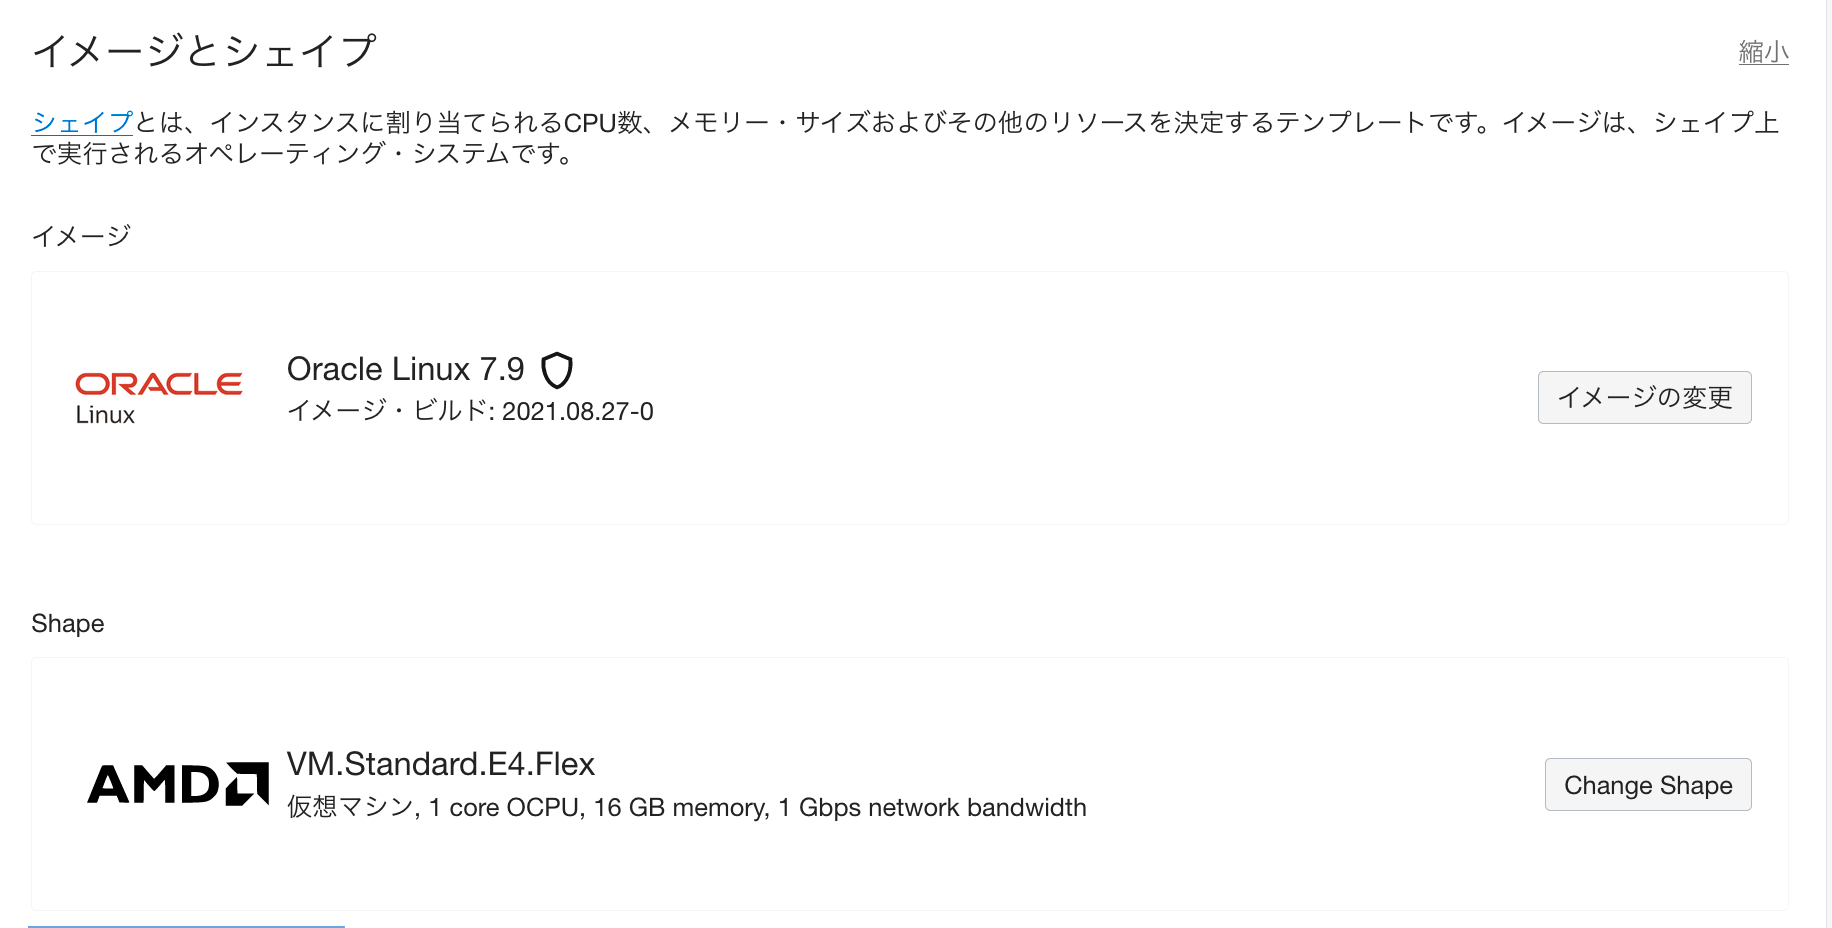 イメージとシェイプ
縮小
シェイプとは、インスタンスに割り当てられるCPU数、メモリー・サイズおよびその他のリソースを決定するテンプレートです。イメージは、シェイプ上
で実行されるオペレーティング・システムです。
イメージ
ORACLE
Linux
Oracle Linux 7.9
イメージ・ビルド: 2021.08.27-0
イメージの変更
Shape
AMD
VM.Standard.E4.Flex
仮想マシン, 1 core OCPU, 16 GB memory, 1 Gbps network bandwidth
Change Shape